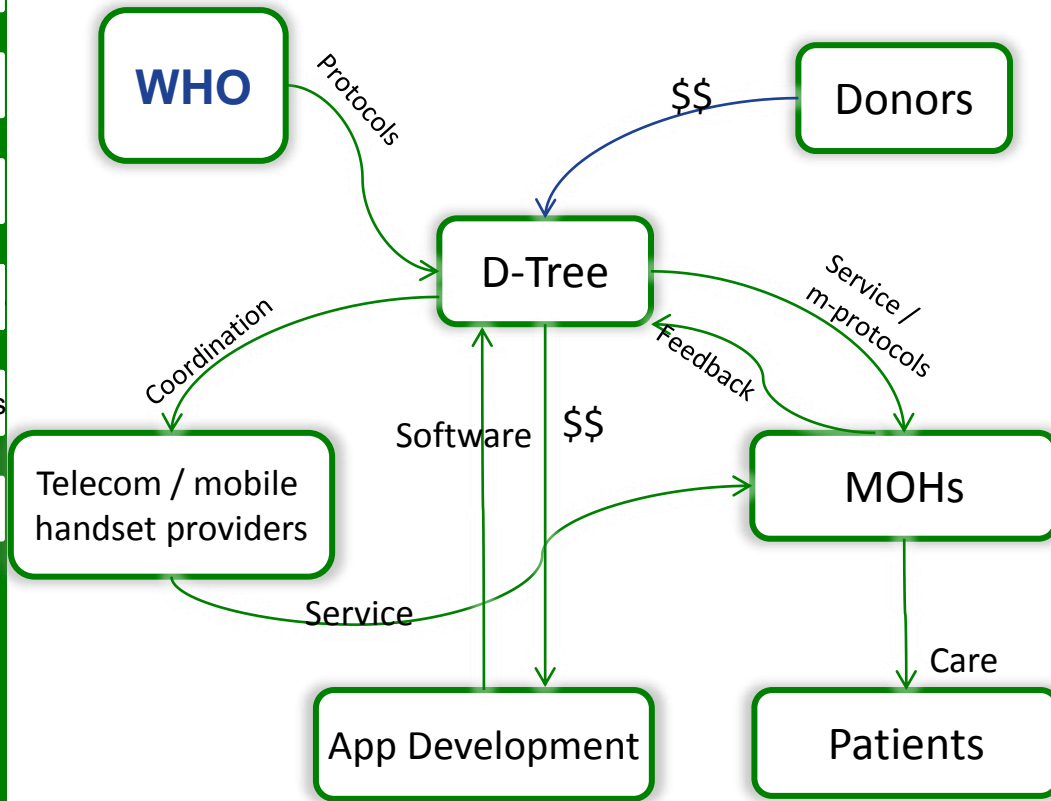 WHO
Protocols
$$
Donors
D-Tree
Service /
m-protocols
Coordination
Feedback
Software
$$
Telecom / mobile
handset providers
MOHs
Service
Care
App Development
Patients
s